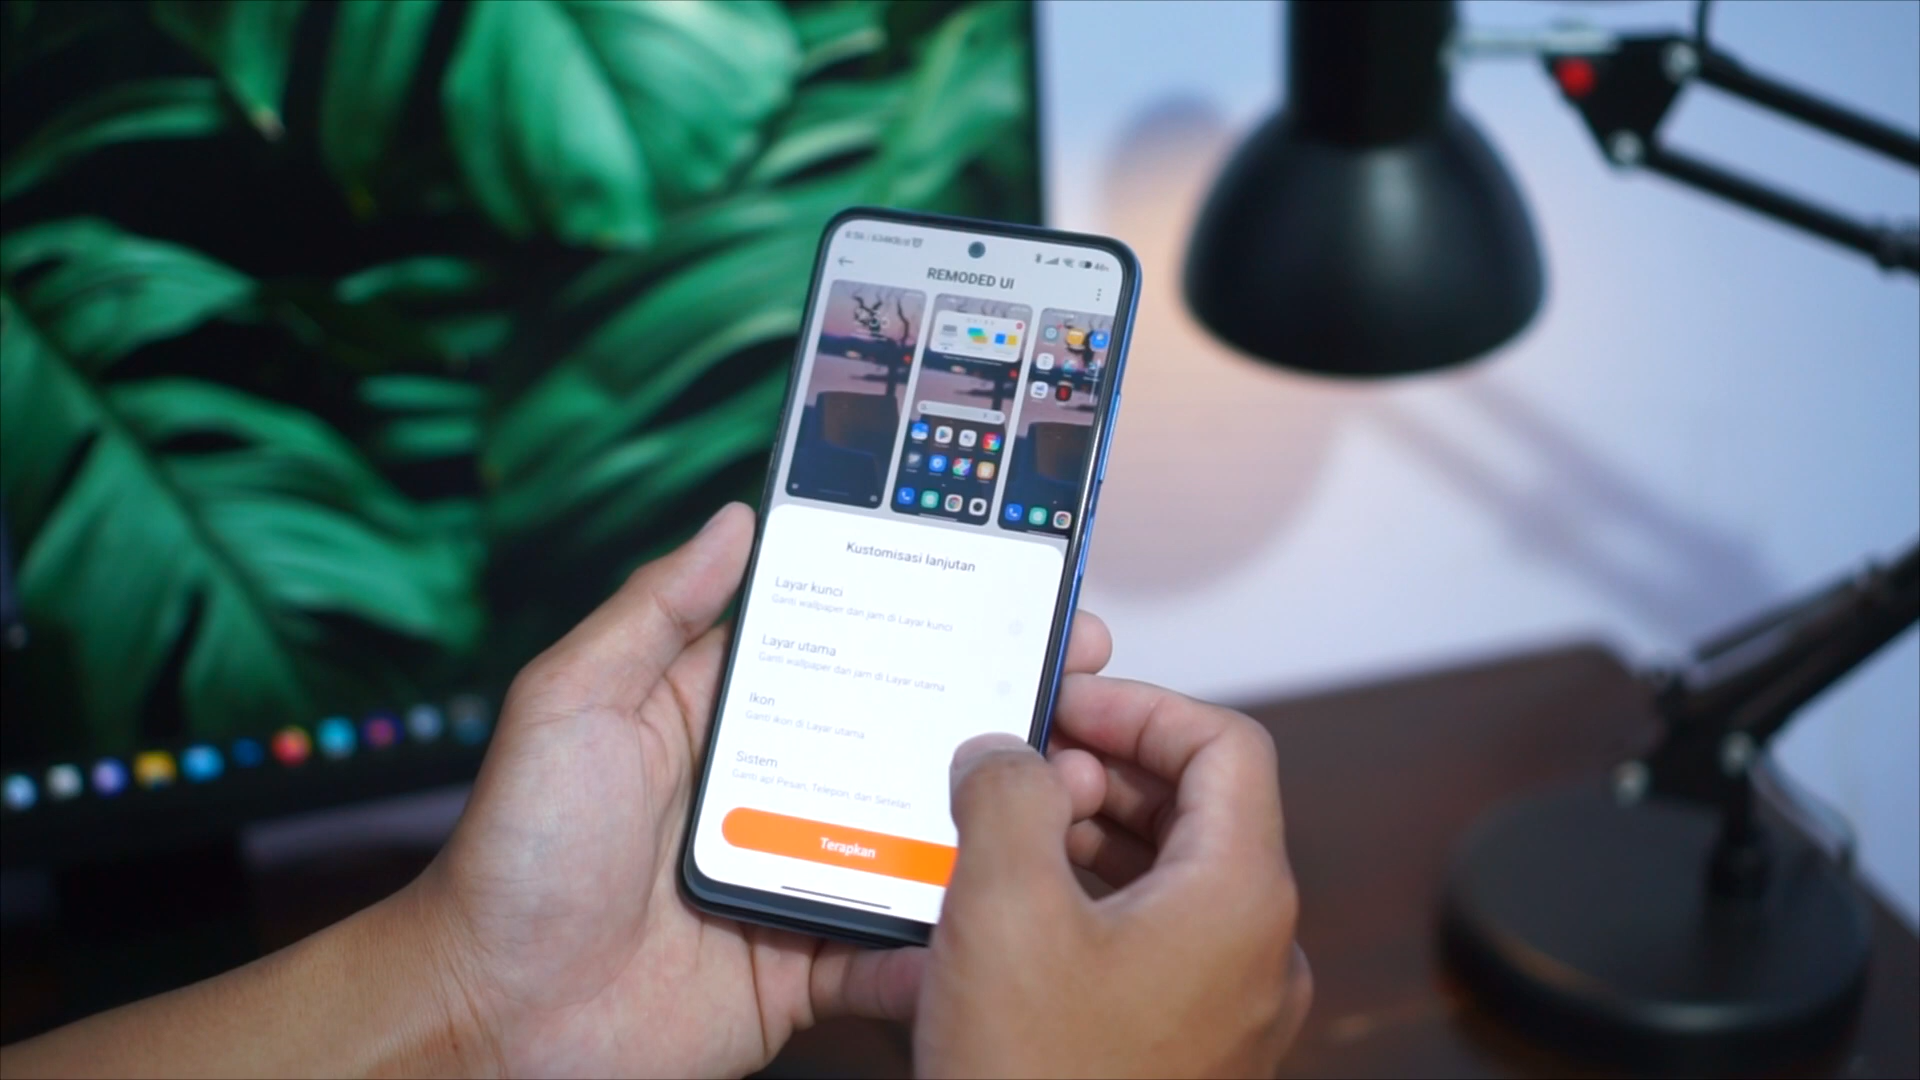 REMODED UI
Kustomisasi lanjutan
Layar kunci
Ganti wallpaper dan jam di Layar kunci
Layar utama
Ganti wallpaper dan jam di Layar utama
Ikon
Ganti ikon di Layar utama
Sistem
Ganti apl Pesan, Telepon, dan Setelan
Terapkan